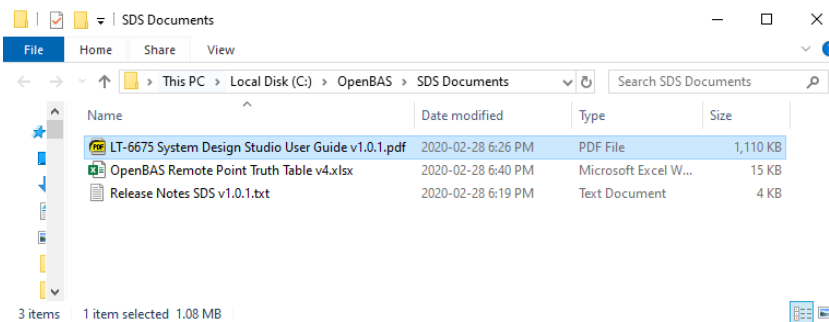 SDS Documents
File Home Share View
This PC > Local Disk (C:) > OpenBAS > SDS Documents Search SDS Documents
Name Date modified Type Size
LT-6675 System Design Studio User Guide v1.0.1.pdf 2020-02-28 6:26 PM PDF File 1,110 KB
OpenBAS Remote Point Truth Table v4.xlsx 2020-02-28 6:40 PM Microsoft Excel W... 15 KB
Release Notes SDS v1.0.1.txt 2020-02-28 6:19 PM Text Document 4 KB
3 items 1 item selected 1.08 MB